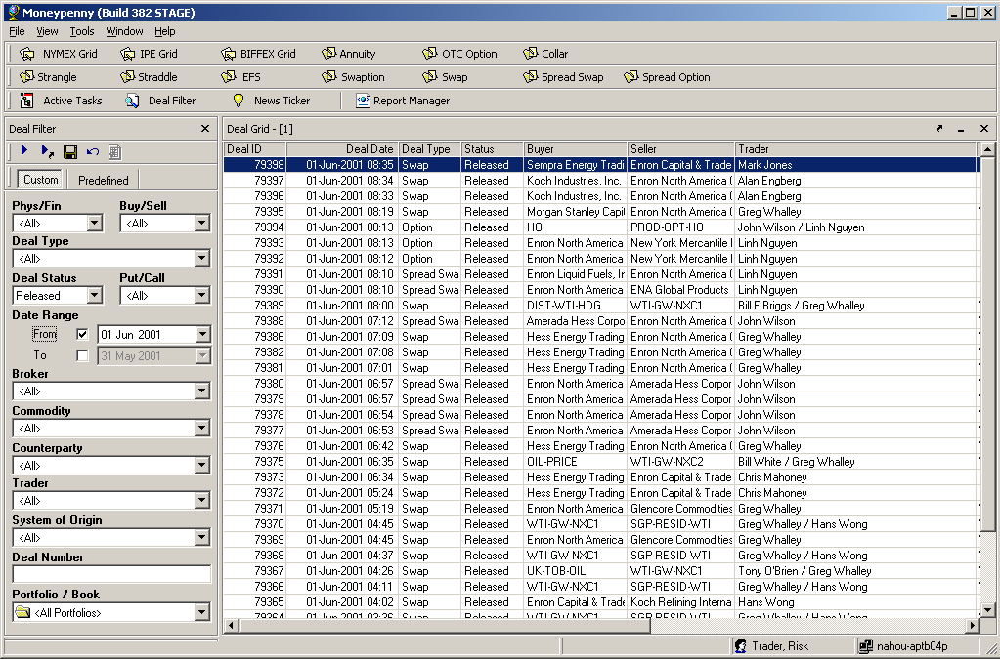 Moneypenny (Build 382 STAGE)
File View Tools Window Help
NYMEX Grid IPE Grid BIFFEX Grid Annuity OTC Option Collar
Strangle Straddle EFS Swaption Swap Spread Swap Spread Option
Active Tasks Deal Filter News Ticker Report Manager
Deal Filter
Custom Predefined
Phys/Fin Buy/Sell
<All> <All>
Deal Type
<All>
Deal Status Put/Call
Released <All>
Date Range
From 01 Jun 2001
To 31 May 2001
Broker
<All>
Commodity
<All>
Counterparty
<All>
Trader
<All>
System of Origin
<All>
Deal Number
Portfolio / Book
<All Portfolios>
Deal Grid - [1]
Deal ID Deal Date Deal Type Status Buyer Seller Trader
79398 01-Jun-2001 08:35 Swap Released Sempra Energy Tradi Enron Capital & Trade Mark Jones
79397 01-Jun-2001 08:34 Swap Released Koch Industries, Inc. Enron North America ( Alan Engberg
79396 01-Jun-2001 08:33 Swap Released Koch Industries, Inc. Enron North America ( Alan Engberg
79395 01-Jun-2001 08:19 Swap Released Morgan Stanley Capit Enron North America ( Greg Whalley
79394 01-Jun-2001 08:13 Option Released HO PROD-OPT-HO John Wilson / Linh Nguyen
79393 01-Jun-2001 08:13 Option Released Enron North America New York Mercantile I Linh Nguyen
79392 01-Jun-2001 08:12 Option Released Enron North America New York Mercantile I Linh Nguyen
79391 01-Jun-2001 08:10 Spread Swa Released Enron Liquid Fuels, Ir Enron North America ( Linh Nguyen
79390 01-Jun-2001 08:10 Spread Swa Released Enron North America ENA Global Products Linh Nguyen
79389 01-Jun-2001 08:00 Swap Released DIST-WTI-HDG WTI-GW-NXC1 Bill F Briggs / Greg Whalley
79388 01-Jun-2001 07:12 Spread Swa Released Amerada Hess Corpo Enron North America ( John Wilson
79386 01-Jun-2001 07:09 Swap Released Hess Energy Trading Enron North America ( Greg Whalley
79382 01-Jun-2001 07:08 Swap Released Hess Energy Trading Enron North America ( Greg Whalley
79381 01-Jun-2001 07:01 Swap Released Hess Energy Trading Enron North America ( Greg Whalley
79380 01-Jun-2001 06:57 Spread Swa Released Enron North America Amerada Hess Corpor John Wilson
79379 01-Jun-2001 06:57 Spread Swa Released Enron North America Amerada Hess Corpor John Wilson
79378 01-Jun-2001 06:54 Spread Swa Released Enron North America Amerada Hess Corpor John Wilson
79377 01-Jun-2001 06:53 Spread Swa Released Enron North America Amerada Hess Corpor John Wilson
79376 01-Jun-2001 06:42 Swap Released Hess Energy Trading Enron North America ( Greg Whalley
79375 01-Jun-2001 06:35 Swap Released OIL-PRICE WTI-GW-NXC2 Bill White / Greg Whalley
79373 01-Jun-2001 06:34 Swap Released Hess Energy Trading Enron Capital & Trade Chris Mahoney
79372 01-Jun-2001 05:24 Swap Released Hess Energy Trading Enron Capital & Trade Chris Mahoney
79371 01-Jun-2001 05:19 Swap Released Enron North America Glencore Commodities Greg Whalley
79370 01-Jun-2001 04:45 Swap Released WTI-GW-NXC1 SGP-RESID-WTI Greg Whalley / Hans Wong
79369 01-Jun-2001 04:45 Swap Released Enron North America Glencore Commodities Greg Whalley
79368 01-Jun-2001 04:37 Swap Released WTI-GW-NXC1 SGP-RESID-WTI Greg Whalley / Hans Wong
79367 01-Jun-2001 04:26 Swap Released UK-TOB-OIL WTI-GW-NXC1 Tony O'Brien / Greg Whalley
79366 01-Jun-2001 04:11 Swap Released WTI-GW-NXC1 SGP-RESID-WTI Greg Whalley / Hans Wong
79365 01-Jun-2001 04:02 Swap Released Enron Capital & Trade Koch Refining Interna Hans Wong
79364 01-Jun-2001 03:36 Swap Released WTI-GW-NXC1 SGP-RESID-WTI Greg Whalley / Hans Wong
Trader, Risk nahou-aptb04p